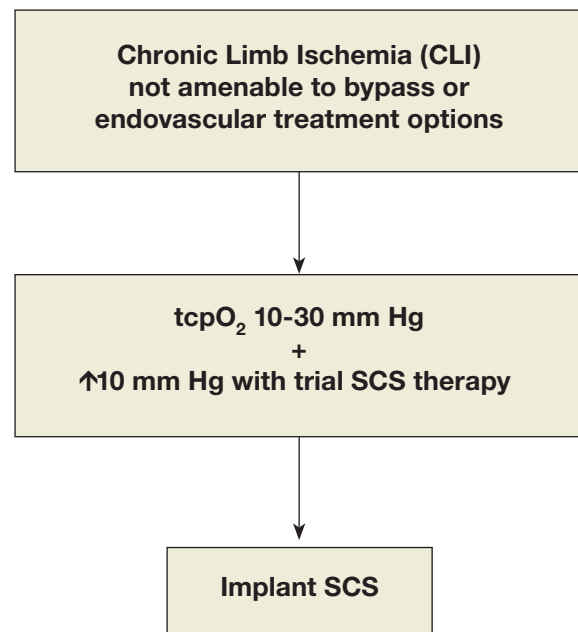 Chronic Limb Ischemia (CLI)
not amenable to bypass or
endovascular treatment options
tcpO₂ 10-30 mm Hg
+
↑10 mm Hg with trial SCS therapy
Implant SCS